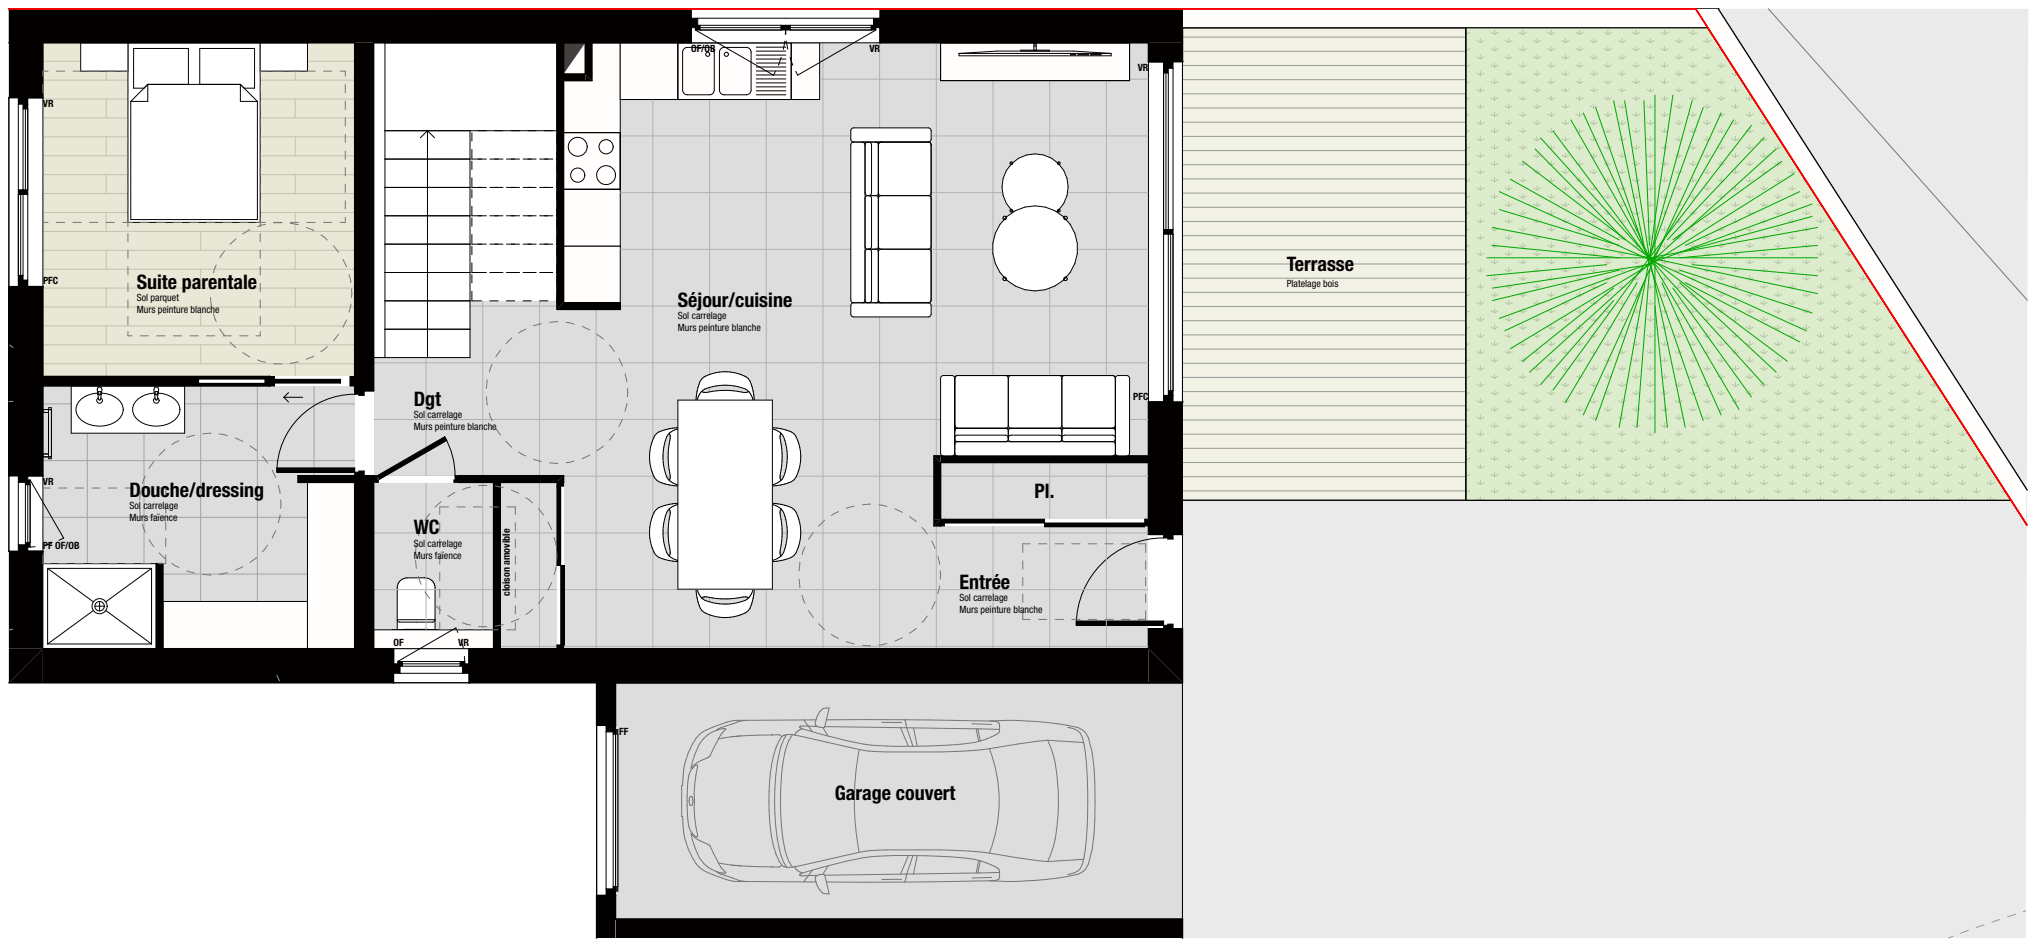 OF/OB
VR
VR
VR
PFC
Suite parentale
Sol parquet
Murs peinture blanche
Séjour/cuisine
Sol carrelage
Murs peinture blanche
Terrasse
Platelage bois
PFC
Dgt
Sol carrelage
Murs peinture blanche
VR
Douche/dressing
Sol carrelage
Murs faïence
PF OF/OB
WC
Sol carrelage
Murs faïence
cloison amovible
Pl.
Entrée
Sol carrelage
Murs peinture blanche
OF
VR
FF
Garage couvert